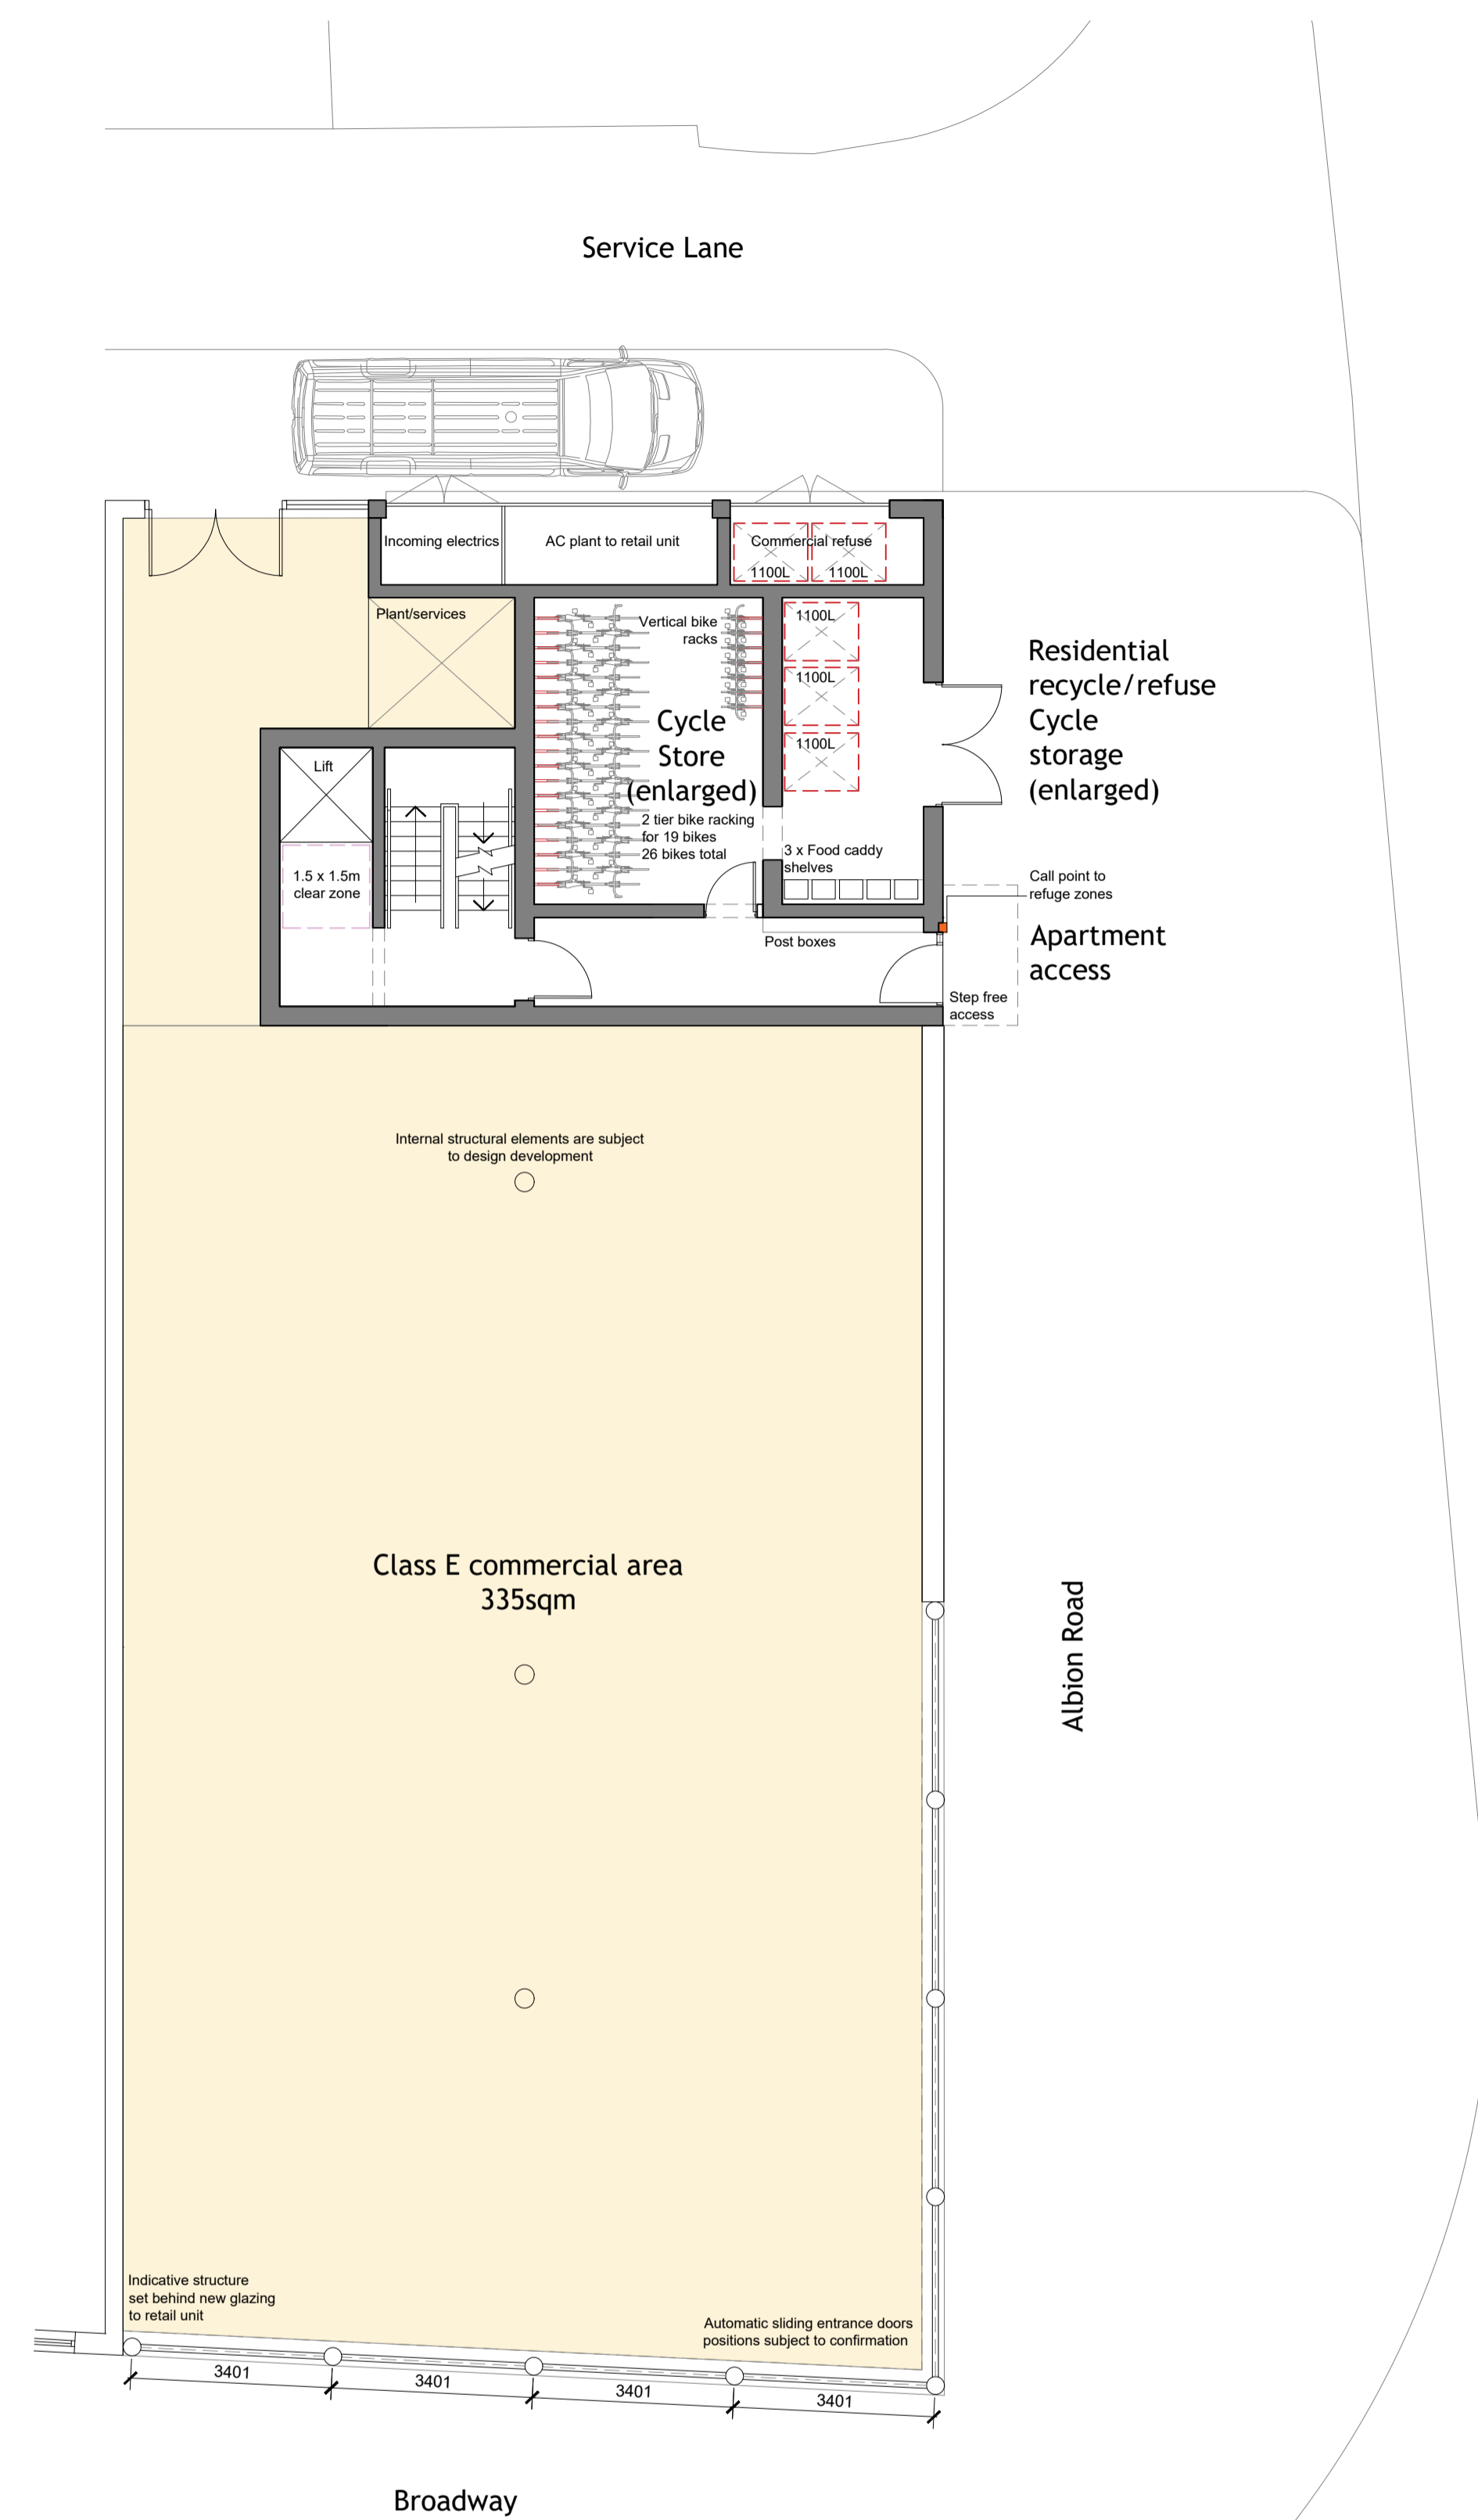 Service Lane
Incoming electrics
AC plant to retail unit
Commercial refuse
1100L
1100L
Plant/services
Vertical bike
racks
1100L
1100L
1100L
Cycle
Store
(enlarged)
2 tier bike racking
for 19 bikes
26 bikes total
Residential
recycle/refuse
Cycle
storage
(enlarged)
Lift
1.5 x 1.5m
clear zone
3 x Food caddy
shelves
Call point to
refuge zones
Post boxes
Apartment
access
Step free
access
Internal structural elements are subject
to design development
Class E commercial area
335sqm
Albion Road
Indicative structure
set behind new glazing
to retail unit
Automatic sliding entrance doors
positions subject to confirmation
3401
3401
3401
3401
Broadway